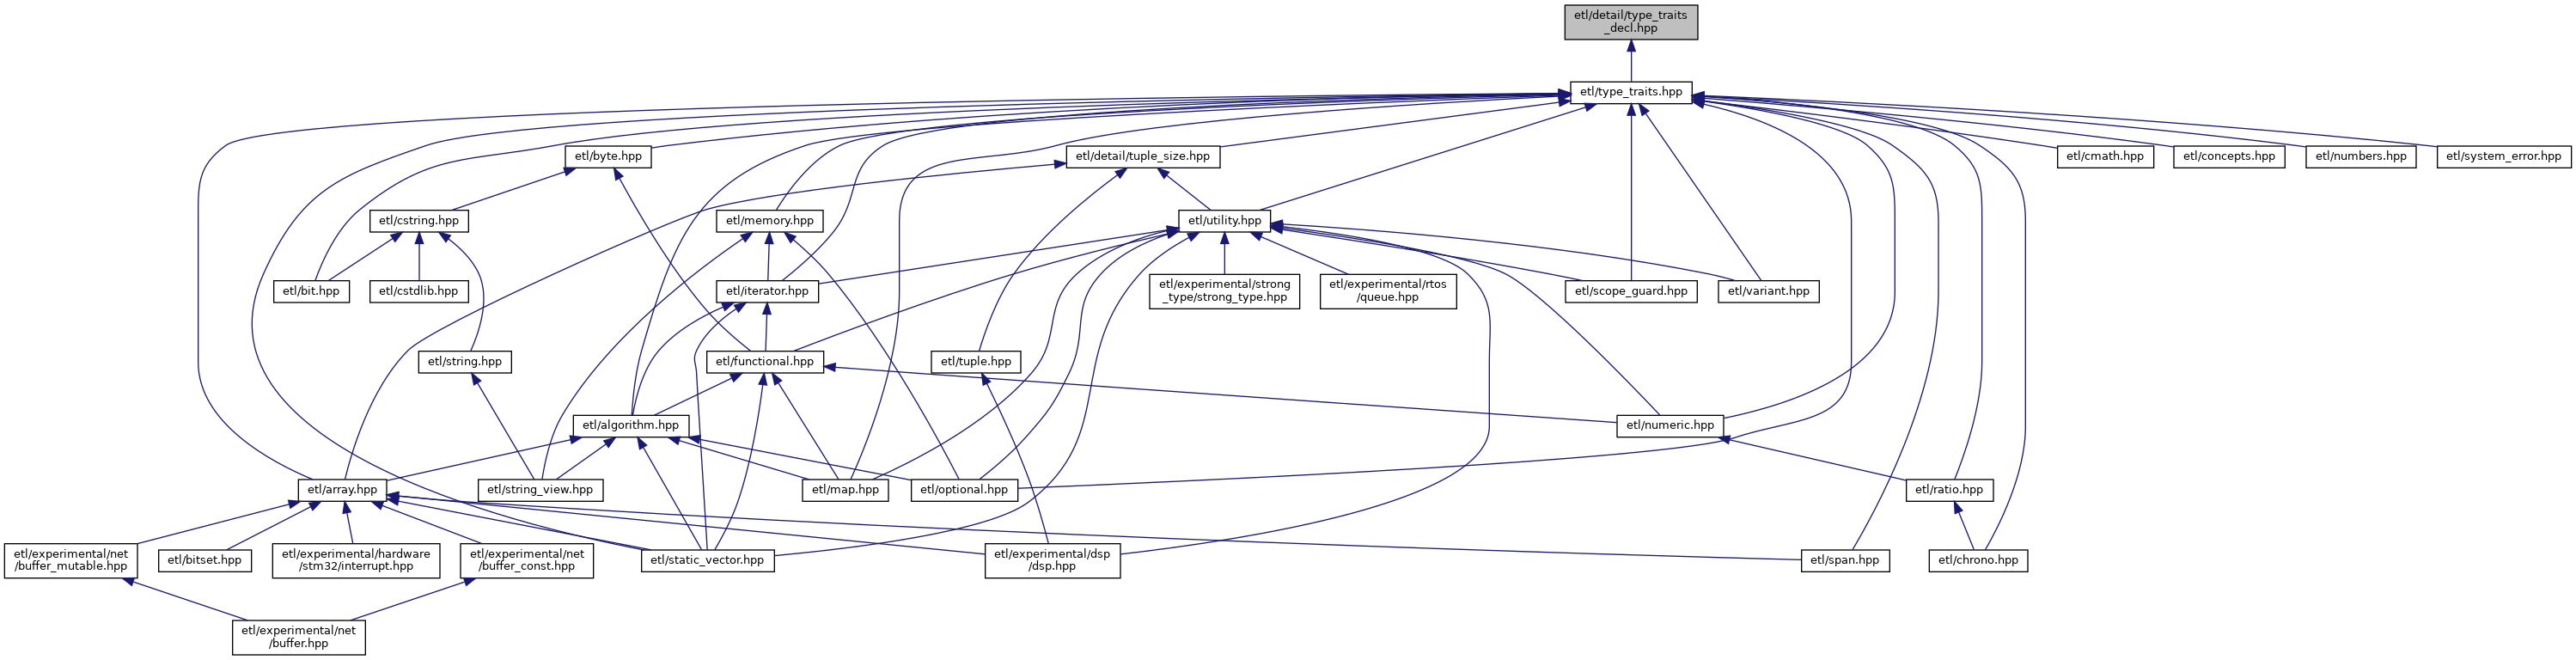 etl/detail/type_traits
_decl.hpp
etl/type_traits.hpp
etl/byte.hpp
etl/detail/tuple_size.hpp
etl/cmath.hpp
etl/concepts.hpp
etl/numbers.hpp
etl/system_error.hpp
etl/cstring.hpp
etl/memory.hpp
etl/utility.hpp
etl/bit.hpp
etl/cstdlib.hpp
etl/iterator.hpp
etl/experimental/strong
_type/strong_type.hpp
etl/experimental/rtos
/queue.hpp
etl/scope_guard.hpp
etl/variant.hpp
etl/string.hpp
etl/functional.hpp
etl/tuple.hpp
etl/algorithm.hpp
etl/numeric.hpp
etl/array.hpp
etl/string_view.hpp
etl/map.hpp
etl/optional.hpp
etl/ratio.hpp
etl/experimental/net
/buffer_mutable.hpp
etl/bitset.hpp
etl/experimental/hardware
/stm32/interrupt.hpp
etl/experimental/net
/buffer_const.hpp
etl/static_vector.hpp
etl/experimental/dsp
/dsp.hpp
etl/span.hpp
etl/chrono.hpp
etl/experimental/net
/buffer.hpp